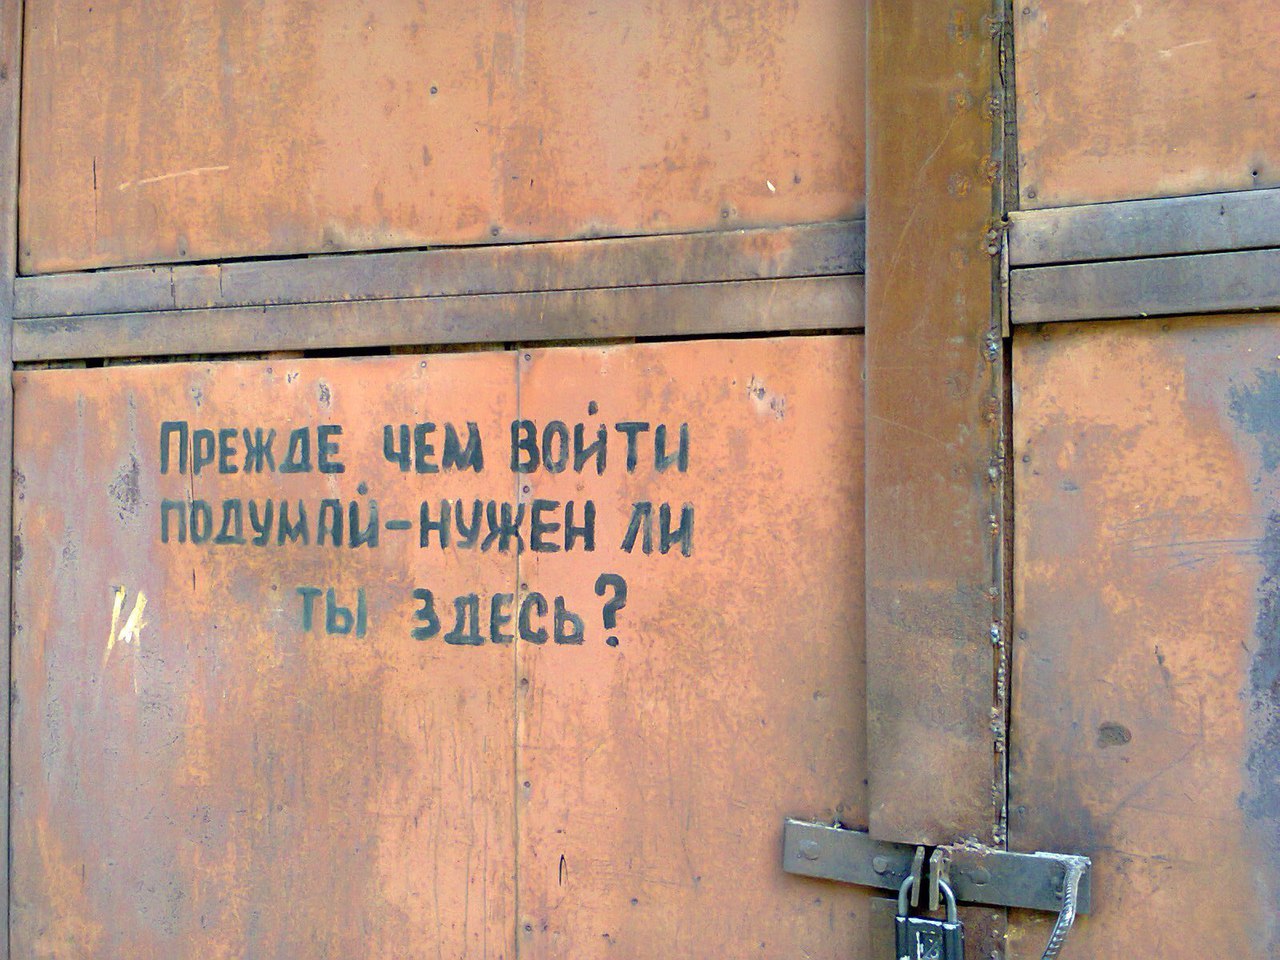 ПРЕЖДЕ ЧЕМ ВОЙТИ
ПОДУМАЙ-НУЖЕН ЛИ
ТЫ ЗДЕСЬ?